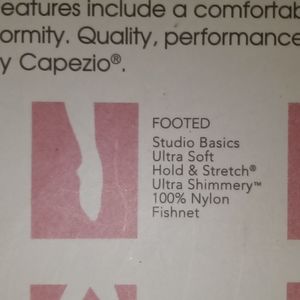 eatures include a comfortab
ormity. Quality, performance
y Capezio®.
FOOTED
Studio Basics
Ultra Soft
Hold & Stretch®
Ultra Shimmery™
100% Nylon
Fishnet